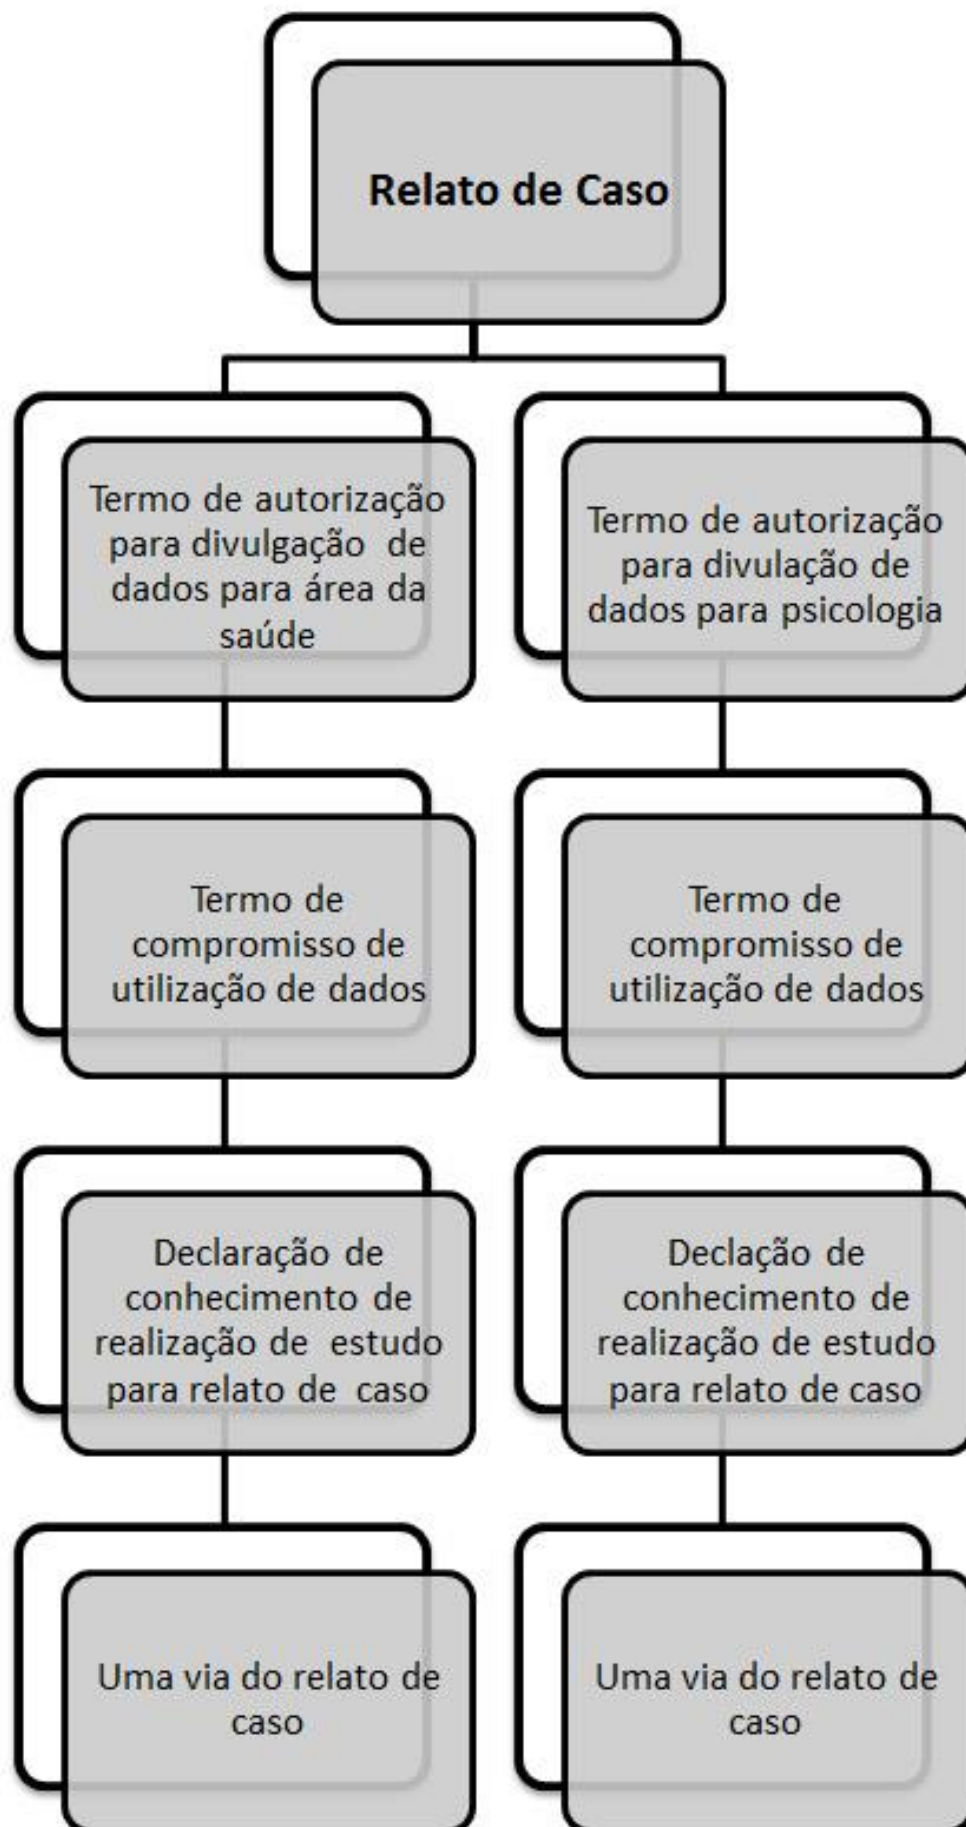 Relato de Caso
Termo de autorização
para divulgação de
dados para área da
saúde
Termo de autorização
para divulação de
dados para psicologia
Termo de
compromisso de
utilização de dados
Termo de
compromisso de
utilização de dados
Declaração de
conhecimento de
realização de estudo
para relato de caso
Declação de
conhecimento de
realização de estudo
para relato de caso
Uma via do relato de
caso
Uma via do relato de
caso